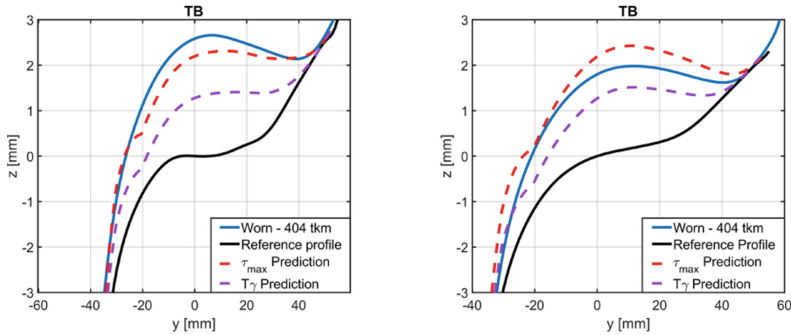 TB
3
2
1
0
-1
-2
-3
z [mm]
-60 -40 -20 0 20 40
y [mm]
Worn - 404 tkm
Reference profile
τmax Prediction
Tγ Prediction
TB
3
2
1
0
-1
-2
-3
z [mm]
-40 -20 0 20 40 60
y [mm]
Worn - 404 tkm
Reference profile
τmax Prediction
Tγ Prediction